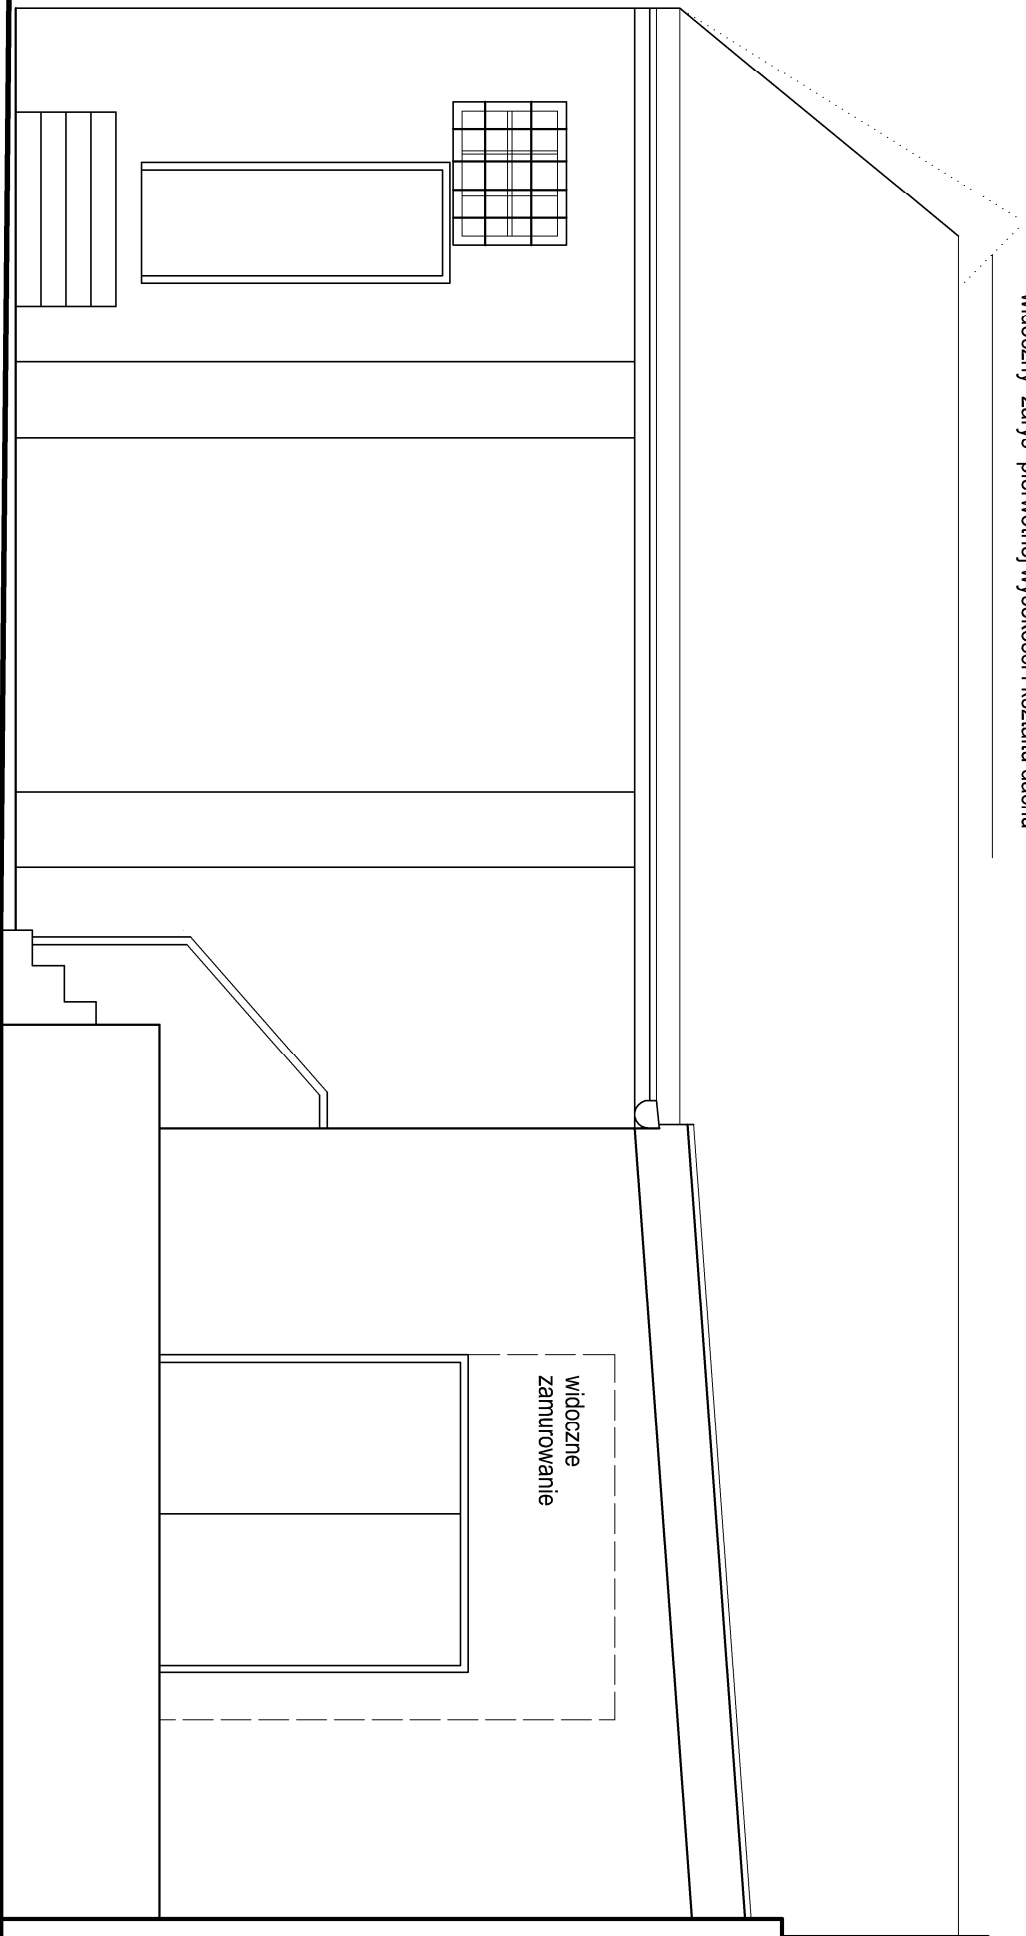 widoczny zarys pierwotnej wysokości i kształtu dachu
widoczne
zamurowanie